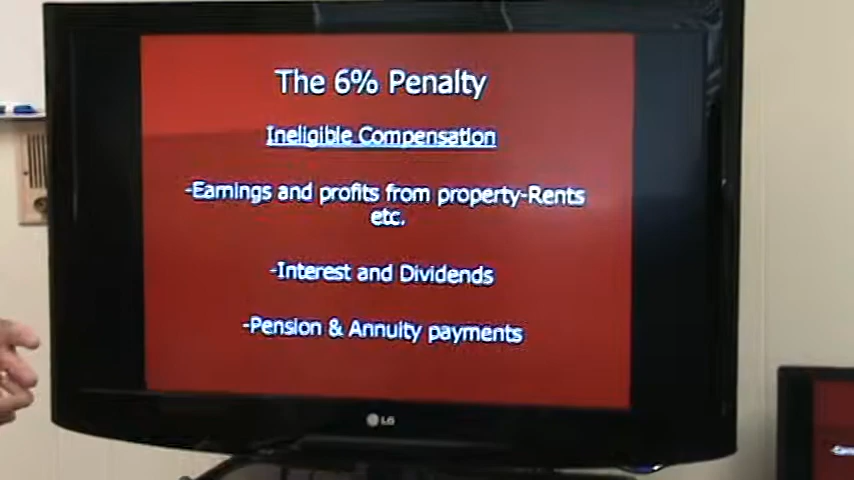 The 6% Penalty
Ineligible Compensation
-Earnings and profits from property-Rents
etc.
-Interest and Dividends
-Pension & Annuity payments
LG